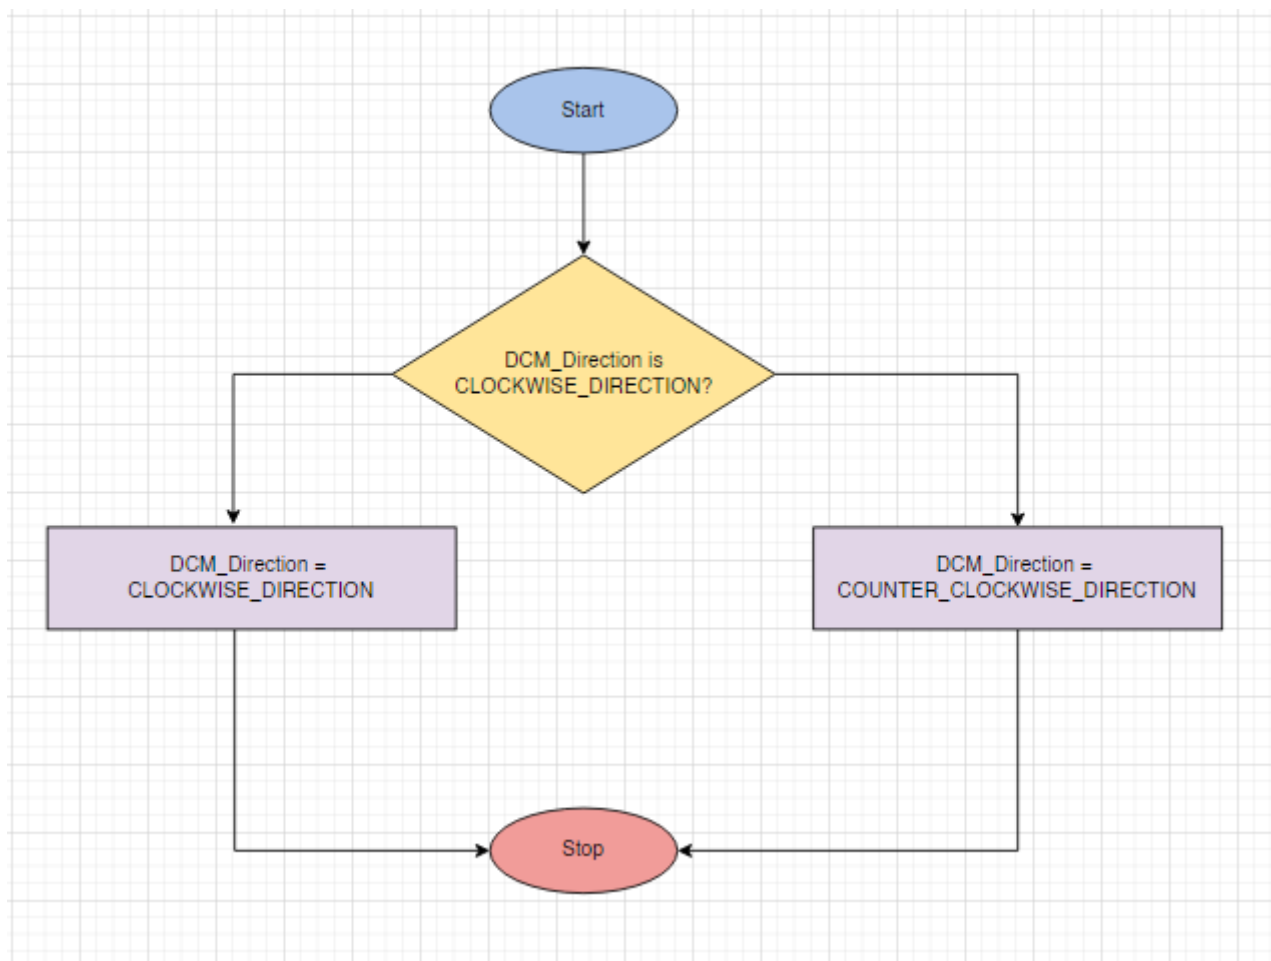 Start
DCM_Direction is
CLOCKWISE_DIRECTION?
DCM_Direction =
CLOCKWISE_DIRECTION
DCM_Direction =
COUNTER_CLOCKWISE_DIRECTION
Stop